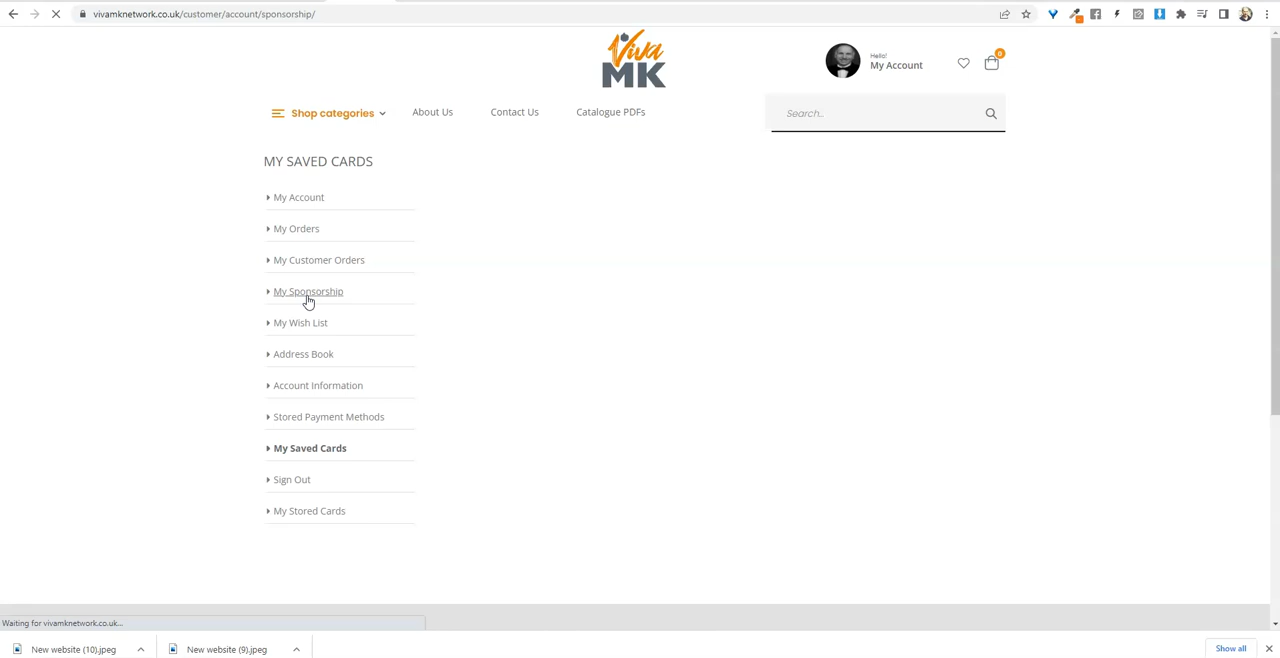 vivamknetwork.co.uk/customer/account/sponsorship/
Viva
MK
Hello!
My Account
0
Shop categories
About Us
Contact Us
Catalogue PDFs
Search...
MY SAVED CARDS
My Account
My Orders
My Customer Orders
My Sponsorship
My Wish List
Address Book
Account Information
Stored Payment Methods
My Saved Cards
Sign Out
My Stored Cards
Waiting for vivamknetwork.co.uk...
New website (10).jpeg
New website (9).jpeg
Show all